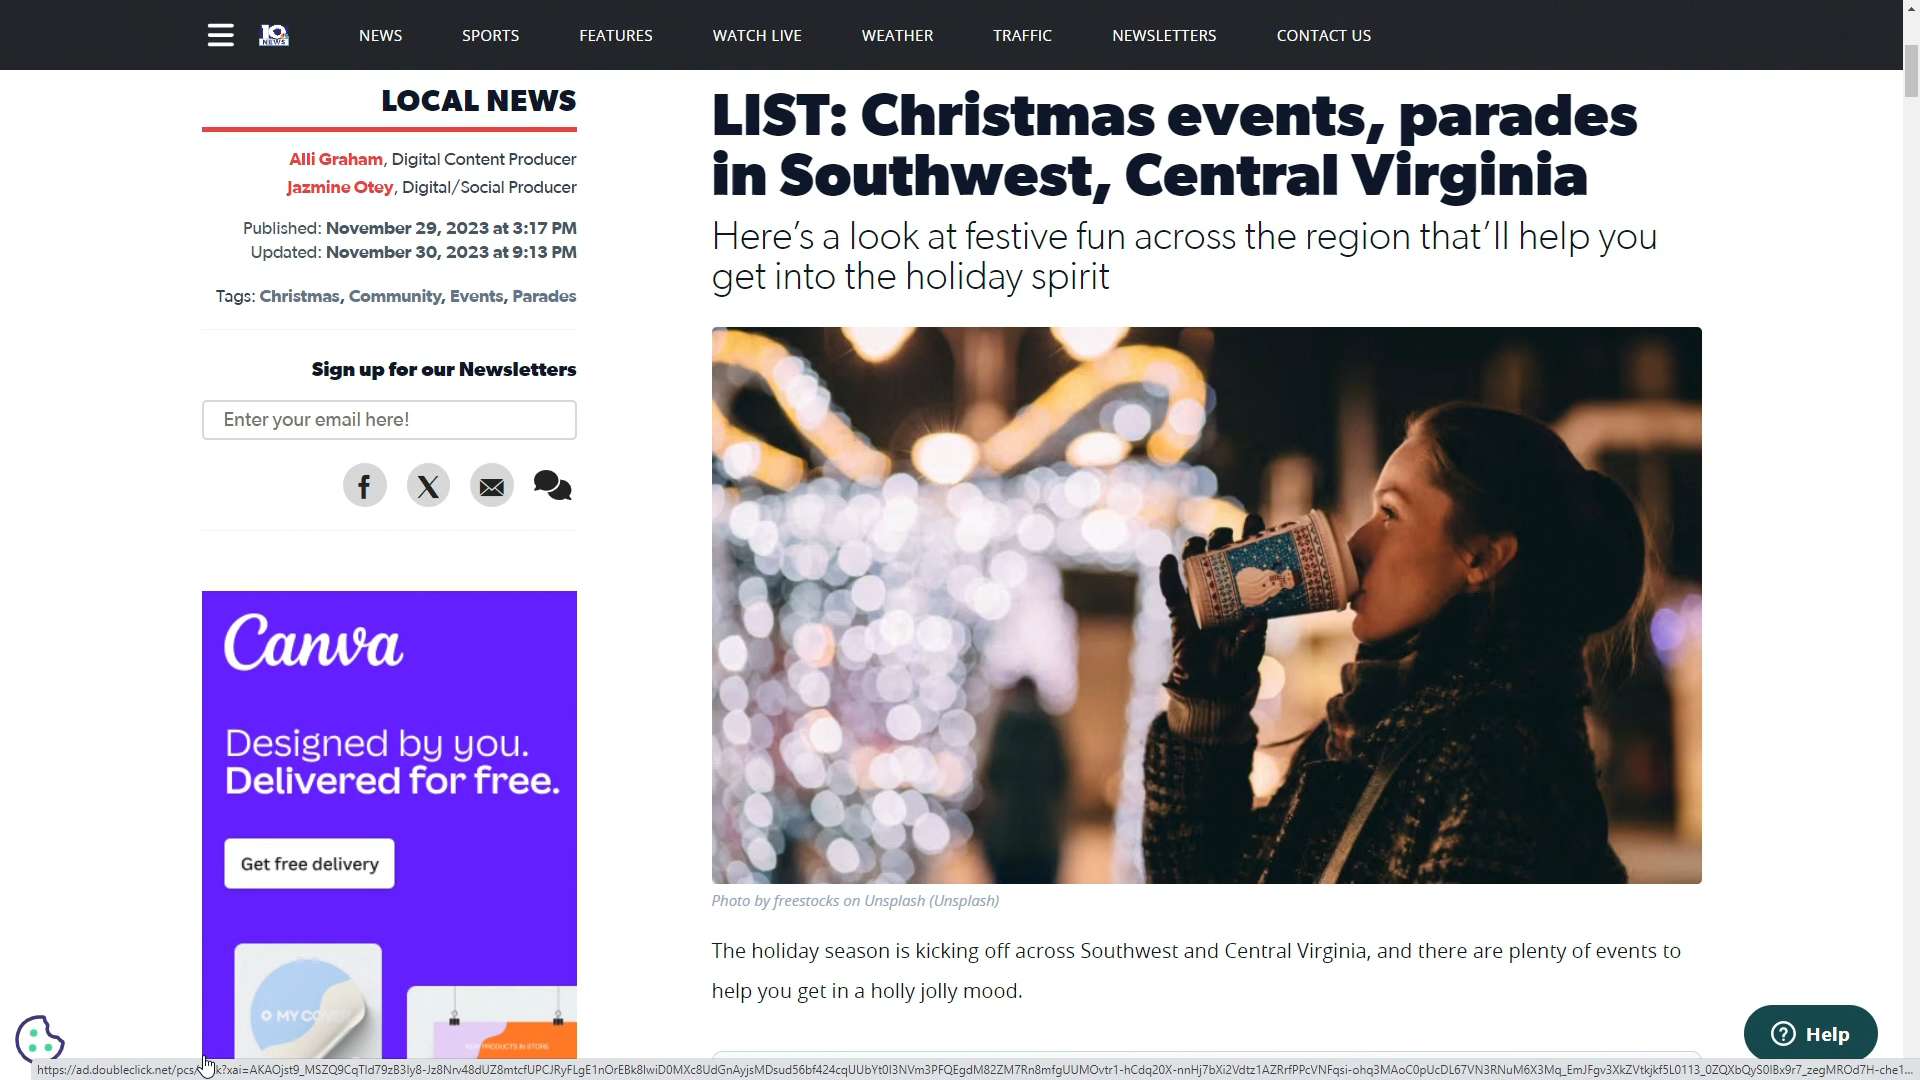 10
NEWS
NEWS
SPORTS
FEATURES
WATCH LIVE
WEATHER
TRAFFIC
NEWSLETTERS
CONTACT US
LOCAL NEWS
Alli Graham, Digital Content Producer
Jazmine Otey, Digital/Social Producer
Published: November 29, 2023 at 3:17 PM
Updated: November 30, 2023 at 9:13 PM
Tags: Christmas, Community, Events, Parades
Sign up for our Newsletters
Enter your email here!
Canva
Designed by you.
Delivered for free.
Get free delivery
MY
PRODUCTS IN STORE
LIST: Christmas events, parades
in Southwest, Central Virginia
Here's a look at festive fun across the region that'll help you
get into the holiday spirit
Photo by freestocks on Unsplash (Unsplash)
The holiday season is kicking off across Southwest and Central Virginia, and there are plenty of events to
help you get in a holly jolly mood.
Help